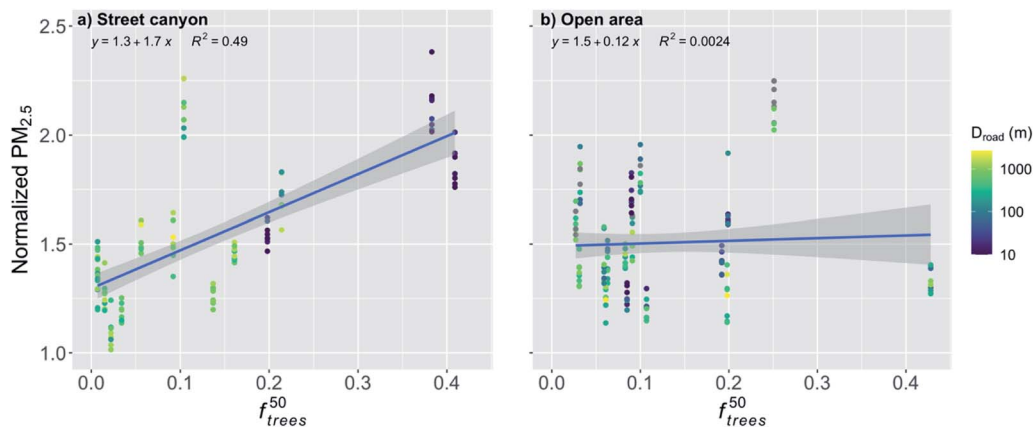 a) Street canyon
y = 1.3 + 1.7 x R² = 0.49
b) Open area
y = 1.5 + 0.12 x R² = 0.0024
Normalized PM₂.₅
2.5
2.0
1.5
1.0
0.0 0.1 0.2 0.3 0.4
0.0 0.1 0.2 0.3 0.4
f⁵⁰trees
f⁵⁰trees
D_road (m)
1000
100
10